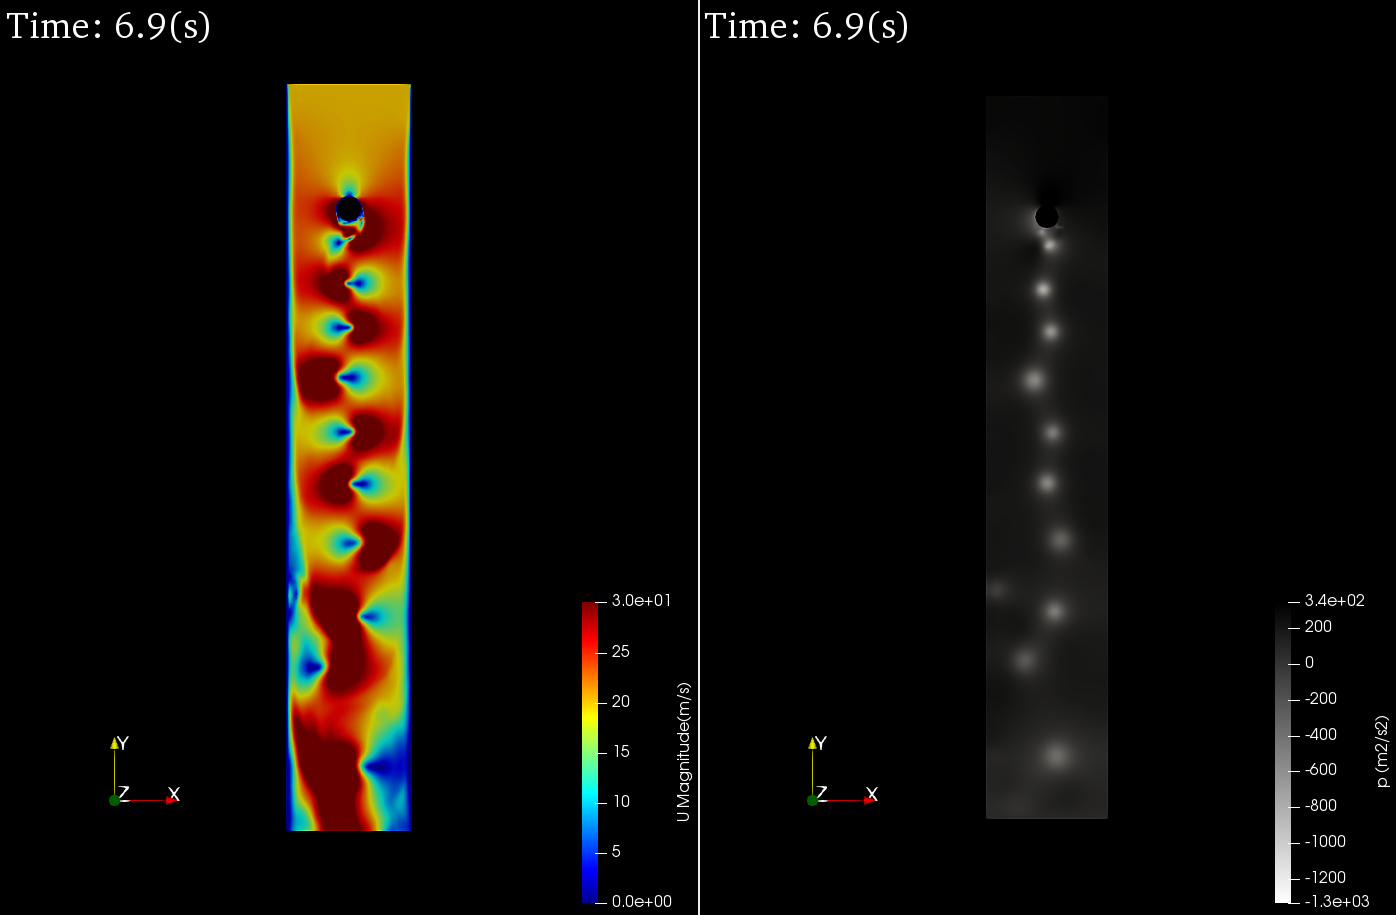 Time: 6.9(s)
3.0e+01
25
20
15
10
5
0.0e+00
U Magnitude(m/s)
Y
Z
X
Time: 6.9(s)
3.4e+02
200
0
-200
-400
-600
-800
-1000
-1200
-1.3e+03
p (m2/s2)
Y
Z
X